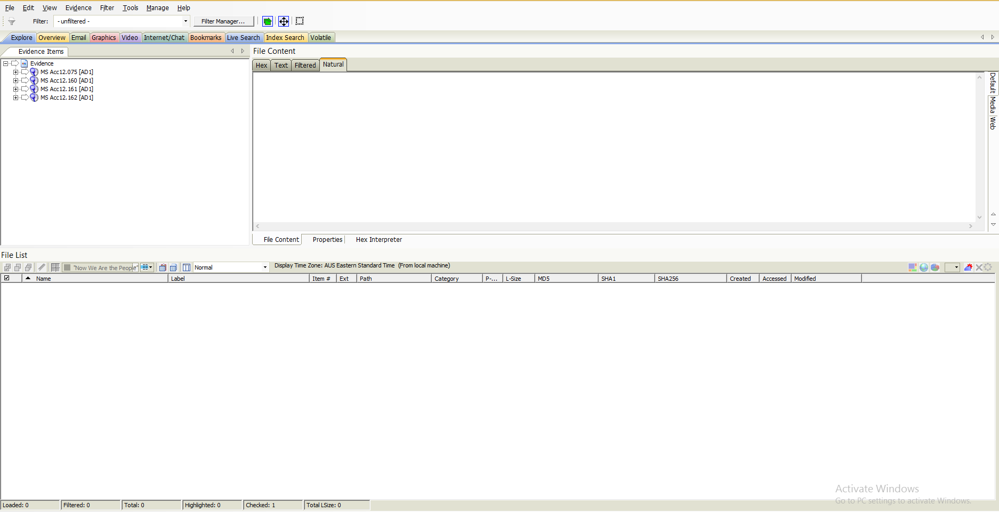 File Edit View Evidence Filter Tools Manage Help
Filter: - unfiltered - Filter Manager...
Explore Overview Email Graphics Video Internet/Chat Bookmarks Live Search Index Search Volatile
Evidence Items
Evidence
MS Acc12.075 [AD1]
MS Acc12.160 [AD1]
MS Acc12.161 [AD1]
MS Acc12.162 [AD1]
File Content
Hex Text Filtered Natural
Default
Media
Web
File Content Properties Hex Interpreter
File List
"Now We Are the People" Normal Display Time Zone: AUS Eastern Standard Time (From local machine)
Name Label Item # Ext Path Category P-... L-Size MD5 SHA1 SHA256 Created Accessed Modified
Activate Windows
Go to PC settings to activate Windows.
Loaded: 0 Filtered: 0 Total: 0 Highlighted: 0 Checked: 1 Total LSize: 0